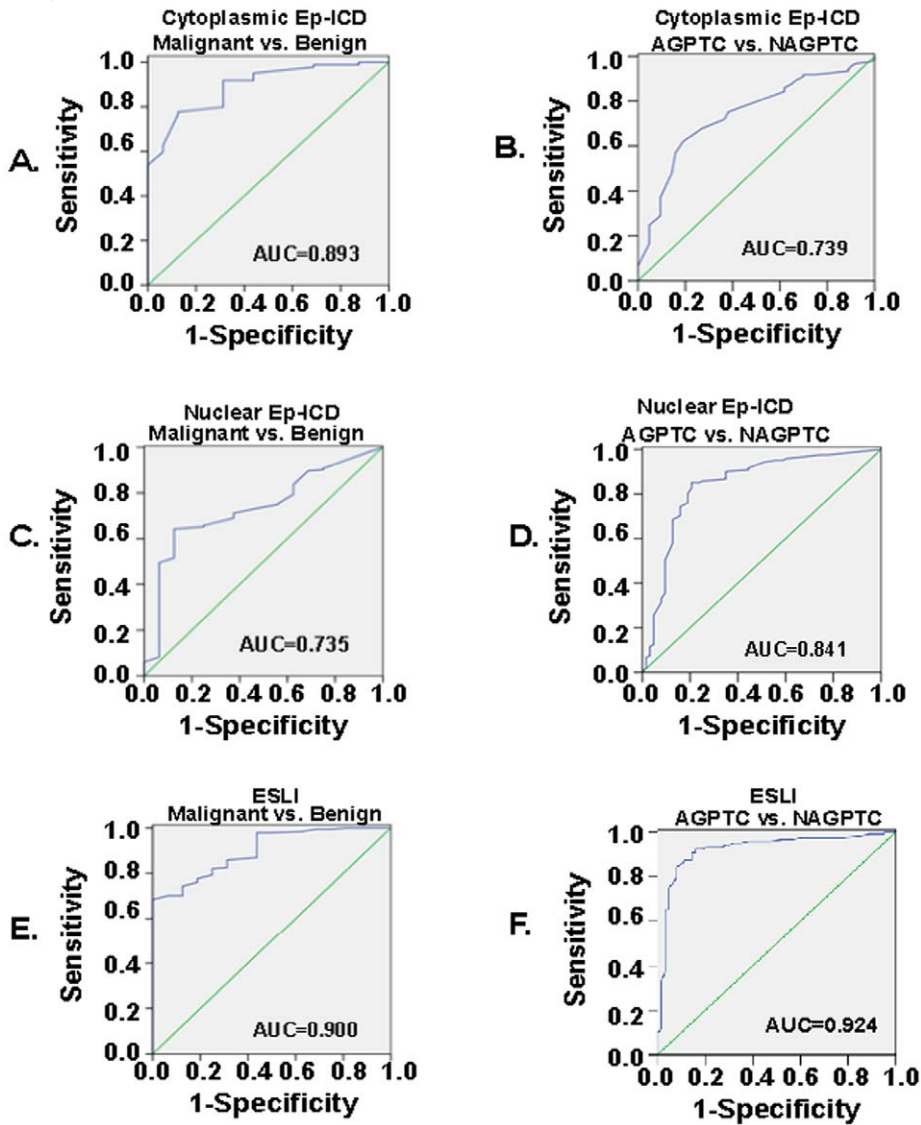 Cytoplasmic Ep-ICD
Malignant vs. Benign
A.
Sensitivity
1.0
0.8
0.6
0.4
0.2
0.0
AUC=0.893
0.0 0.2 0.4 0.6 0.8 1.0
1-Specificity
Cytoplasmic Ep-ICD
AGPTC vs. NAGPTC
B.
Sensitivity
1.0
0.8
0.6
0.4
0.2
0.0
AUC=0.739
0.0 0.2 0.4 0.6 0.8 1.0
1-Specificity
Nuclear Ep-ICD
Malignant vs. Benign
C.
Sensitivity
1.0
0.8
0.6
0.4
0.2
0.0
AUC=0.735
0.0 0.2 0.4 0.6 0.8 1.0
1-Specificity
Nuclear Ep-ICD
AGPTC vs. NAGPTC
D.
Sensitivity
1.0
0.8
0.6
0.4
0.2
0.0
AUC=0.841
0.0 0.2 0.4 0.6 0.8 1.0
1-Specificity
ESLI
Malignant vs. Benign
E.
Sensitivity
1.0
0.8
0.6
0.4
0.2
0.0
AUC=0.900
0.0 0.2 0.4 0.6 0.8 1.0
1-Specificity
ESLI
AGPTC vs. NAGPTC
F.
Sensitivity
1.0
0.8
0.6
0.4
0.2
0.0
AUC=0.924
0.0 0.2 0.4 0.6 0.8 1.0
1-Specificity